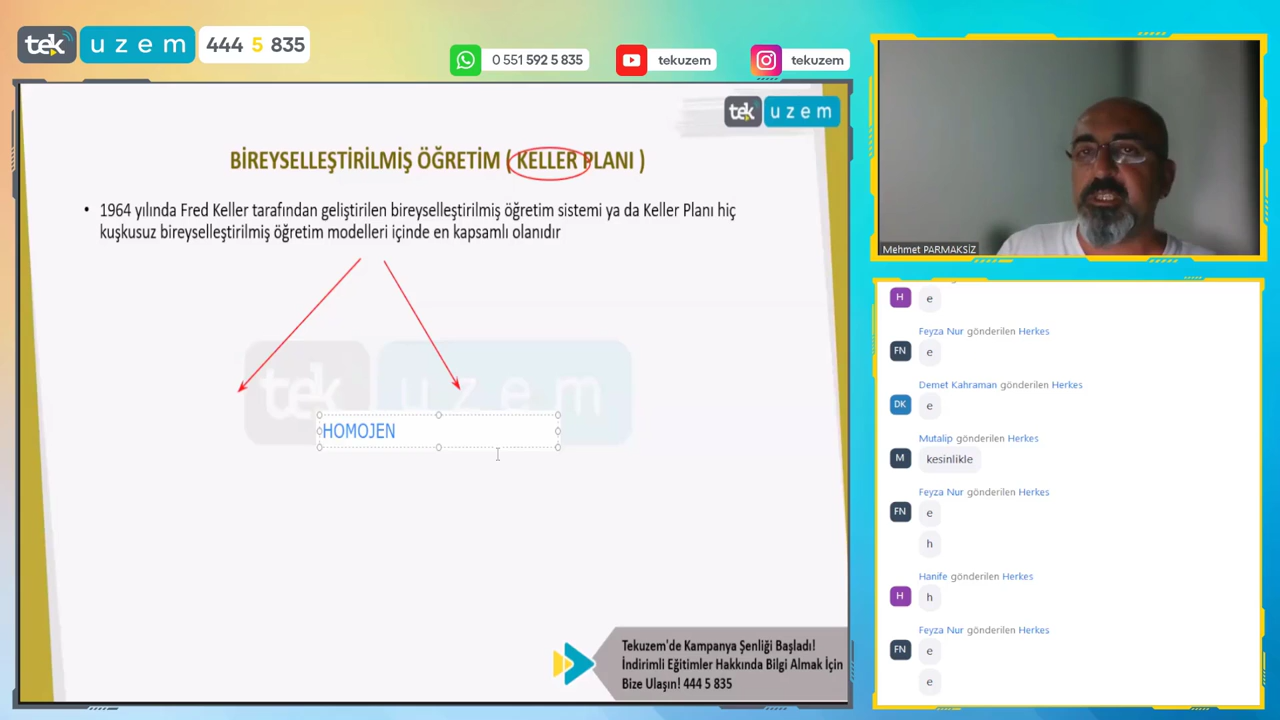 tek uzem 444 5 835
0 551 592 5 835
tekuzem
tekuzem
tek uzem
BİREYSELLEŞTİRİLMİŞ ÖĞRETİM ( KELLER PLANI )
• 1964 yılında Fred Keller tarafından geliştirilen bireyselleştirilmiş öğretim sistemi ya da Keller Planı hiç
kuşkusuz bireyselleştirilmiş öğretim modelleri içinde en kapsamlı olanıdır
tek uzem
HOMOJEN
Tekuzem'de Kampanya Şenliği Başladı!
İndirimli Eğitimler Hakkında Bilgi Almak İçin
Bize Ulaşın! 444 5 835
Mehmet PARMAKSİZ
H e
Feyza Nur gönderilen Herkes
FN e
Demet Kahraman gönderilen Herkes
DK e
Mutalip gönderilen Herkes
M kesinlikle
Feyza Nur gönderilen Herkes
FN e
h
Hanife gönderilen Herkes
H h
Feyza Nur gönderilen Herkes
FN e
e